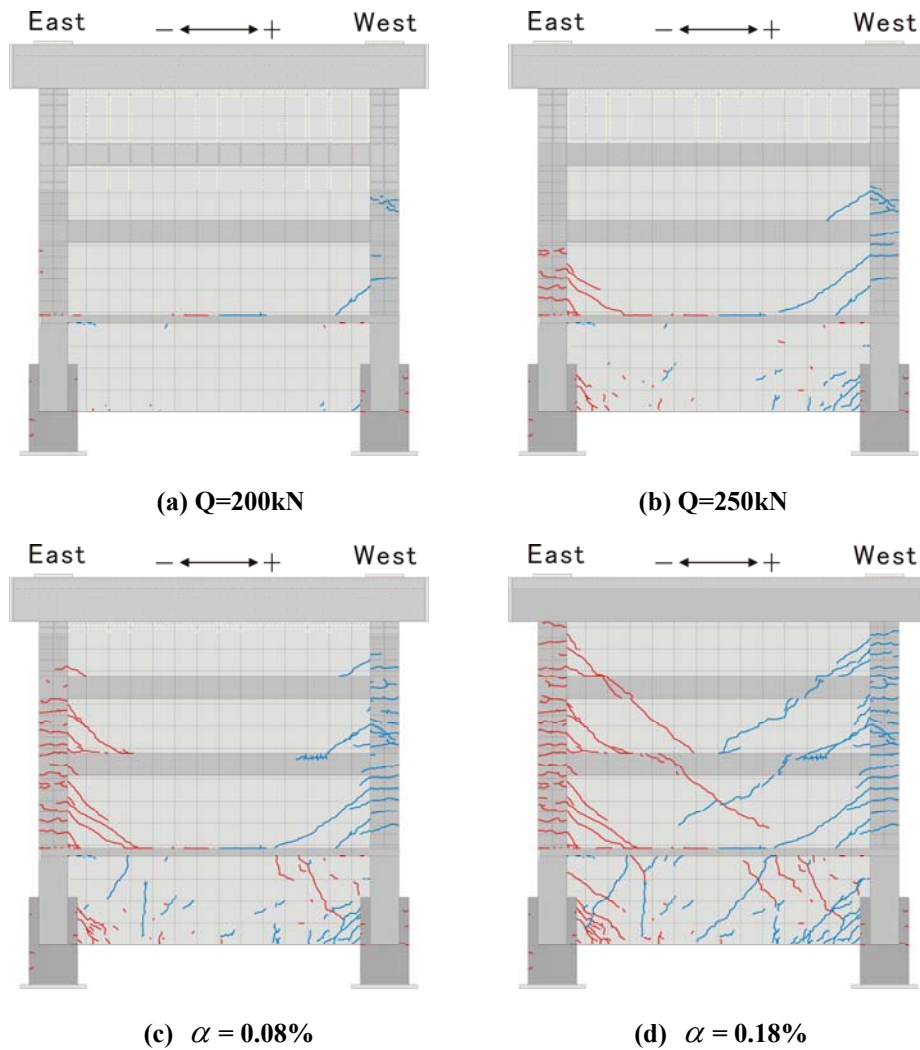 East − + West
East − + West
(a) Q=200kN
(b) Q=250kN
East − + West
East − + West
(c) α = 0.08%
(d) α = 0.18%